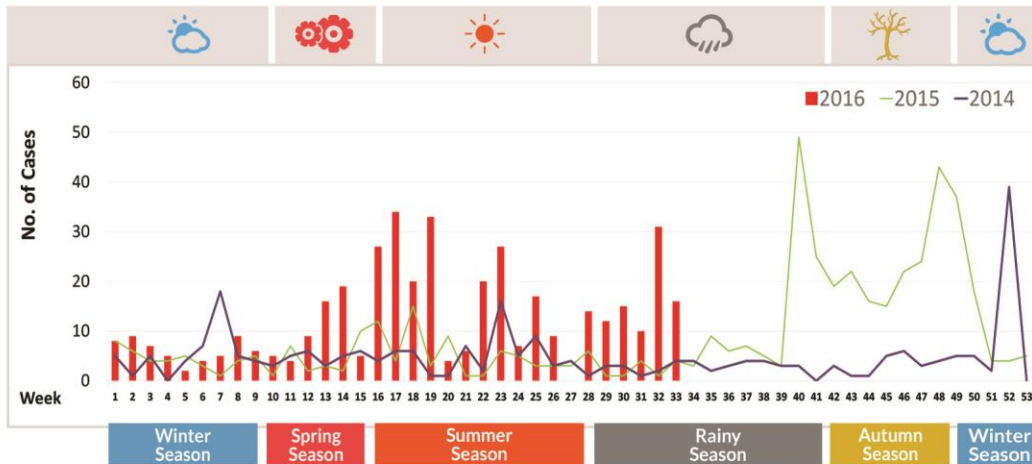 60
2016 2015 2014
50
40
30
20
10
0
No. of Cases
Week 1 2 3 4 5 6 7 8 9 10 11 12 13 14 15 16 17 18 19 20 21 22 23 24 25 26 27 28 29 30 31 32 33 34 35 36 37 38 39 40 41 42 43 44 45 46 47 48 49 50 51 52 53
Winter
Season
Spring
Season
Summer
Season
Rainy
Season
Autumn
Season
Winter
Season